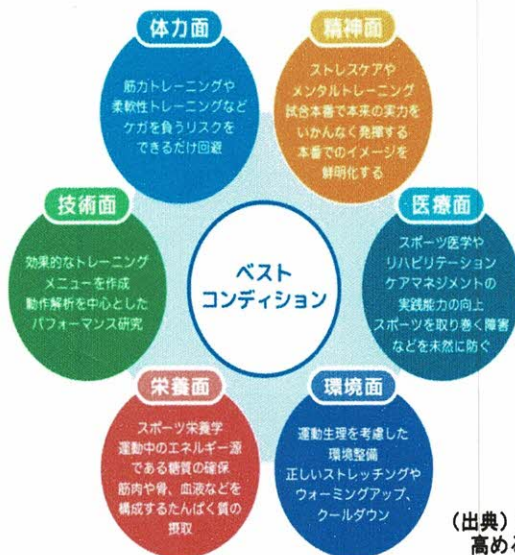 体力面
筋力トレーニングや
柔軟性トレーニングなど
ケガを負うリスクを
できるだけ回避
精神面
ストレスケアや
メンタルトレーニング
試合本番で本来の実力を
いかんなく発揮する
本番でのイメージを
鮮明化する
技術面
効果的なトレーニング
メニューを作成
動作解析を中心とした
パフォーマンス研究
ベスト
コンディション
医療面
スポーツ医学や
リハビリテーション
ケアマネジメントの
実践能力の向上
スポーツを取り巻く障害
などを未然に防ぐ
栄養面
スポーツ栄養学
運動中のエネルギー源
である糖質の確保
筋肉や骨、血液などを
構成するたんぱく質の
摂取
環境面
運動生理を考慮した
環境整備
正しいストレッチングや
ウォーミングアップ、
クールダウン
(出典)
高める